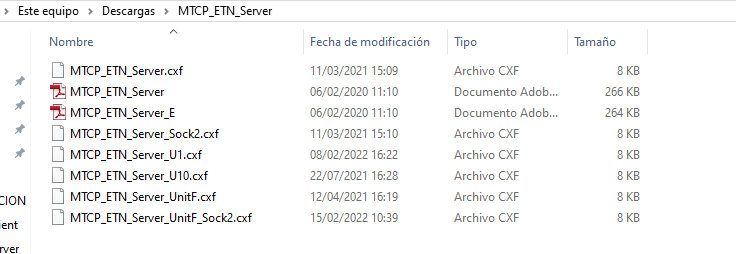 Este equipo > Descargas > MTCP_ETN_Server
Nombre Fecha de modificación Tipo Tamaño
MTCP_ETN_Server.cxf 11/03/2021 15:09 Archivo CXF 8 KB
MTCP_ETN_Server 06/02/2020 11:10 Documento Adob... 266 KB
MTCP_ETN_Server_E 06/02/2020 11:10 Documento Adob... 264 KB
MTCP_ETN_Server_Sock2.cxf 11/03/2021 15:10 Archivo CXF 8 KB
MTCP_ETN_Server_U1.cxf 08/02/2022 16:22 Archivo CXF 8 KB
MTCP_ETN_Server_U10.cxf 22/07/2021 16:28 Archivo CXF 8 KB
CION MTCP_ETN_Server_UnitF.cxf 12/04/2021 16:19 Archivo CXF 8 KB
ient MTCP_ETN_Server_UnitF_Sock2.cxf 15/02/2022 10:39 Archivo CXF 8 KB
rver